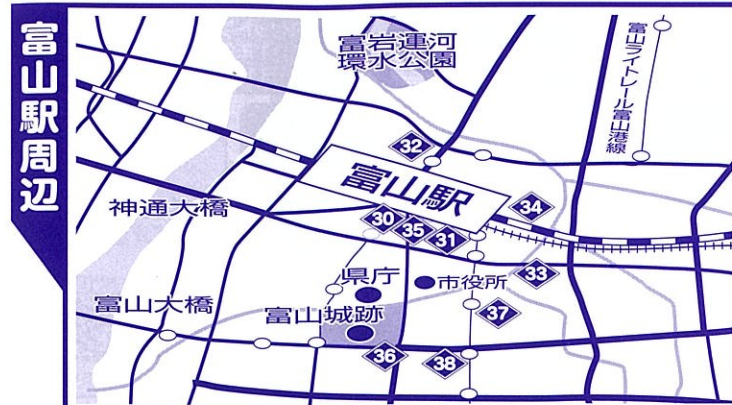 富山駅周辺
富岩運河
環水公園
富山ライトレール富山港線
32
富山駅
34
神通大橋
30
35
31
33
県庁
市役所
富山大橋
富山城跡
37
36
38